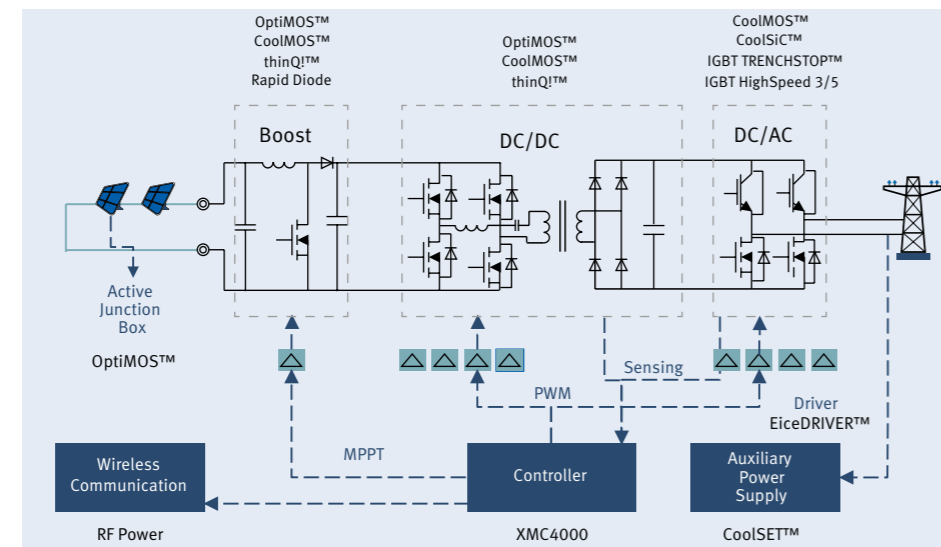 OptiMOS™
CoolMOS™
thinQ!™
Rapid Diode
OptiMOS™
CoolMOS™
thinQ!™
CoolMOS™
CoolSiC™
IGBT TRENCHSTOP™
IGBT HighSpeed 3/5
Boost
DC/DC
DC/AC
Active
Junction
Box
OptiMOS™
Sensing
PWM
Driver
EiceDRIVER™
MPPT
Wireless
Communication
Controller
Auxiliary
Power
Supply
RF Power
XMC4000
CoolSET™